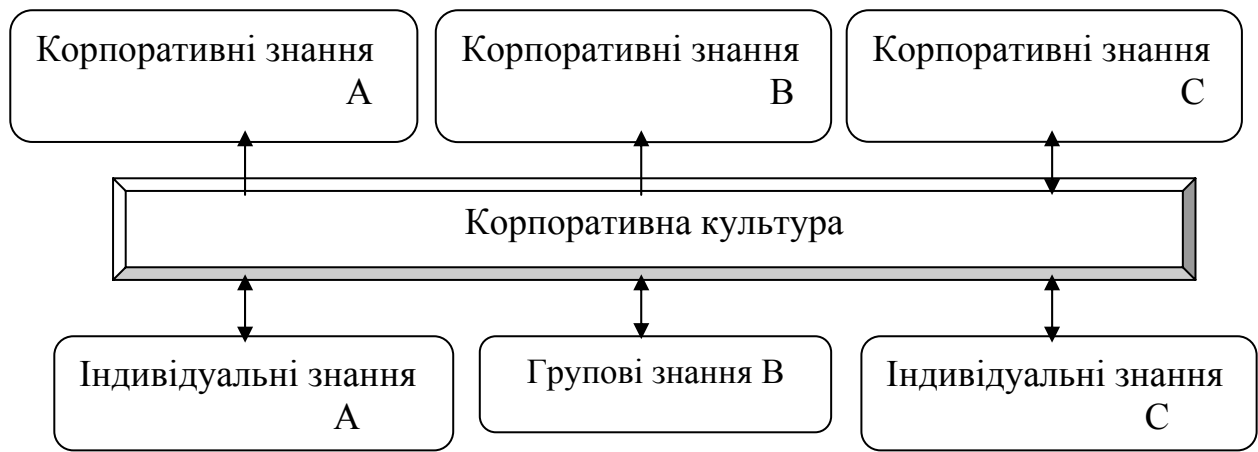 Корпоративні знання
А
Корпоративні знання
В
Корпоративні знання
С
Корпоративна культура
Індивідуальні знання
А
Групові знання В
Індивідуальні знання
С